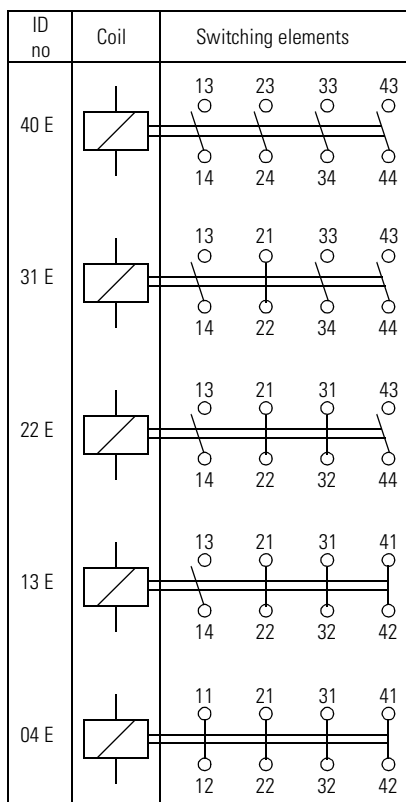 ID
no
Coil
Switching elements
13 23 33 43
40 E
14 24 34 44
13 21 33 43
31 E
14 22 34 44
13 21 31 43
22 E
14 22 32 44
13 21 31 41
13 E
14 22 32 42
11 21 31 41
04 E
12 22 32 42